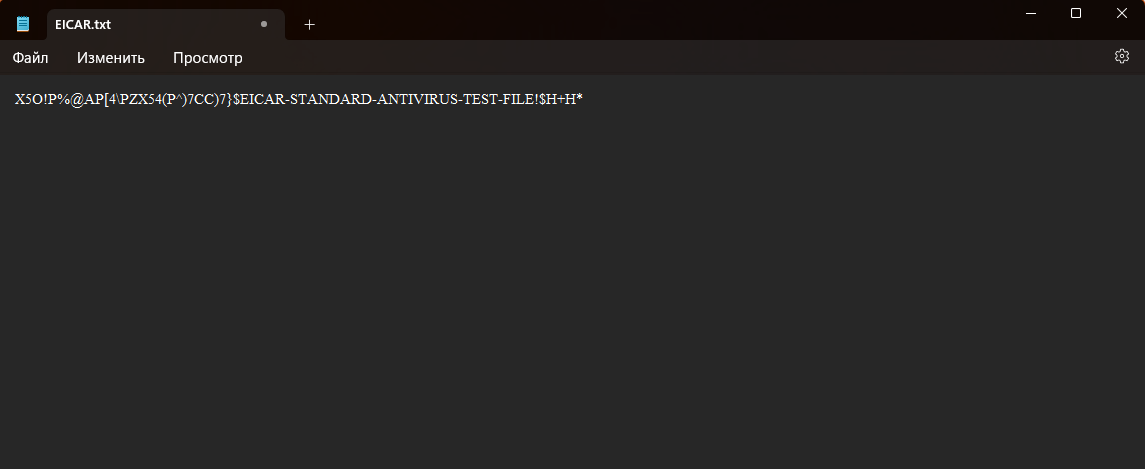 EICAR.txt
Файл Изменить Просмотр
X5O!P%@AP[4\PZX54(P^)7CC)7}$EICAR-STANDARD-ANTIVIRUS-TEST-FILE!$H+H*